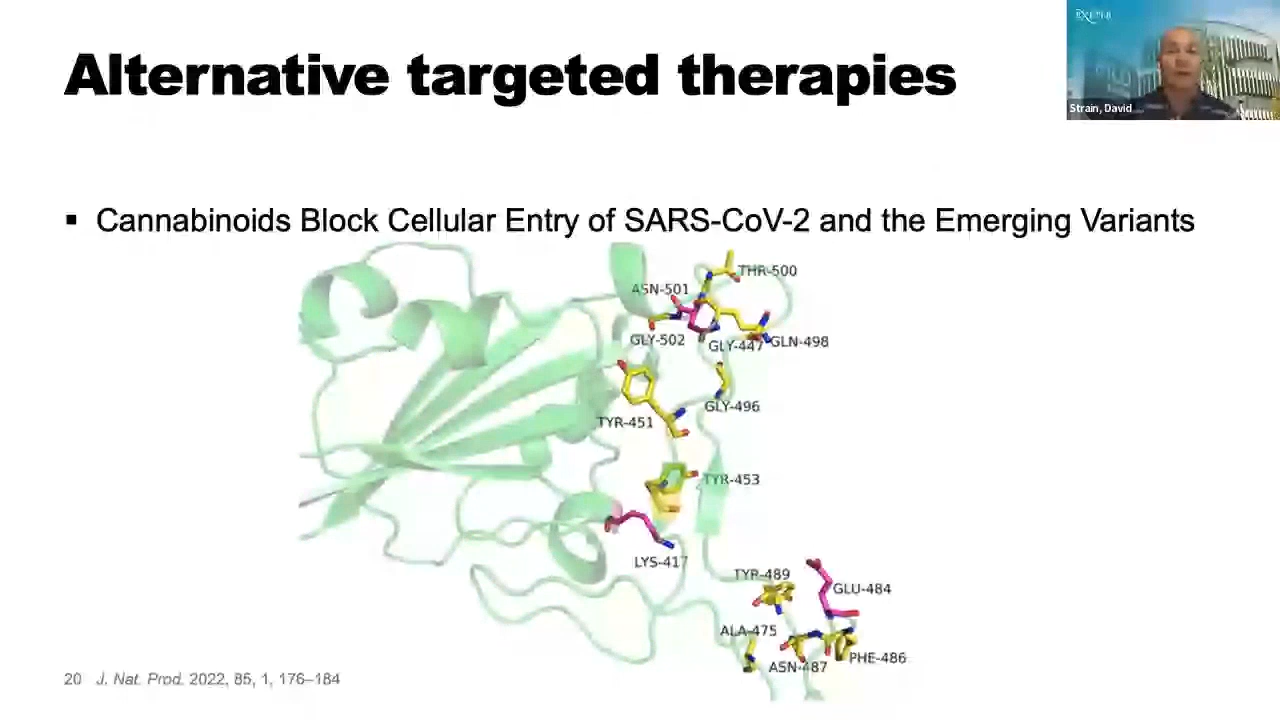 EXETER
Alternative targeted therapies
Strain, David
▪ Cannabinoids Block Cellular Entry of SARS-CoV-2 and the Emerging Variants
THR-500
ASN-501
GLY-502
GLY-447
GLN-498
GLY-496
TYR-451
TYR-453
LYS-417
TYR-489
GLU-484
ALA-475
ASN-487
PHE-486
20 J. Nat. Prod. 2022, 85, 1, 176–184